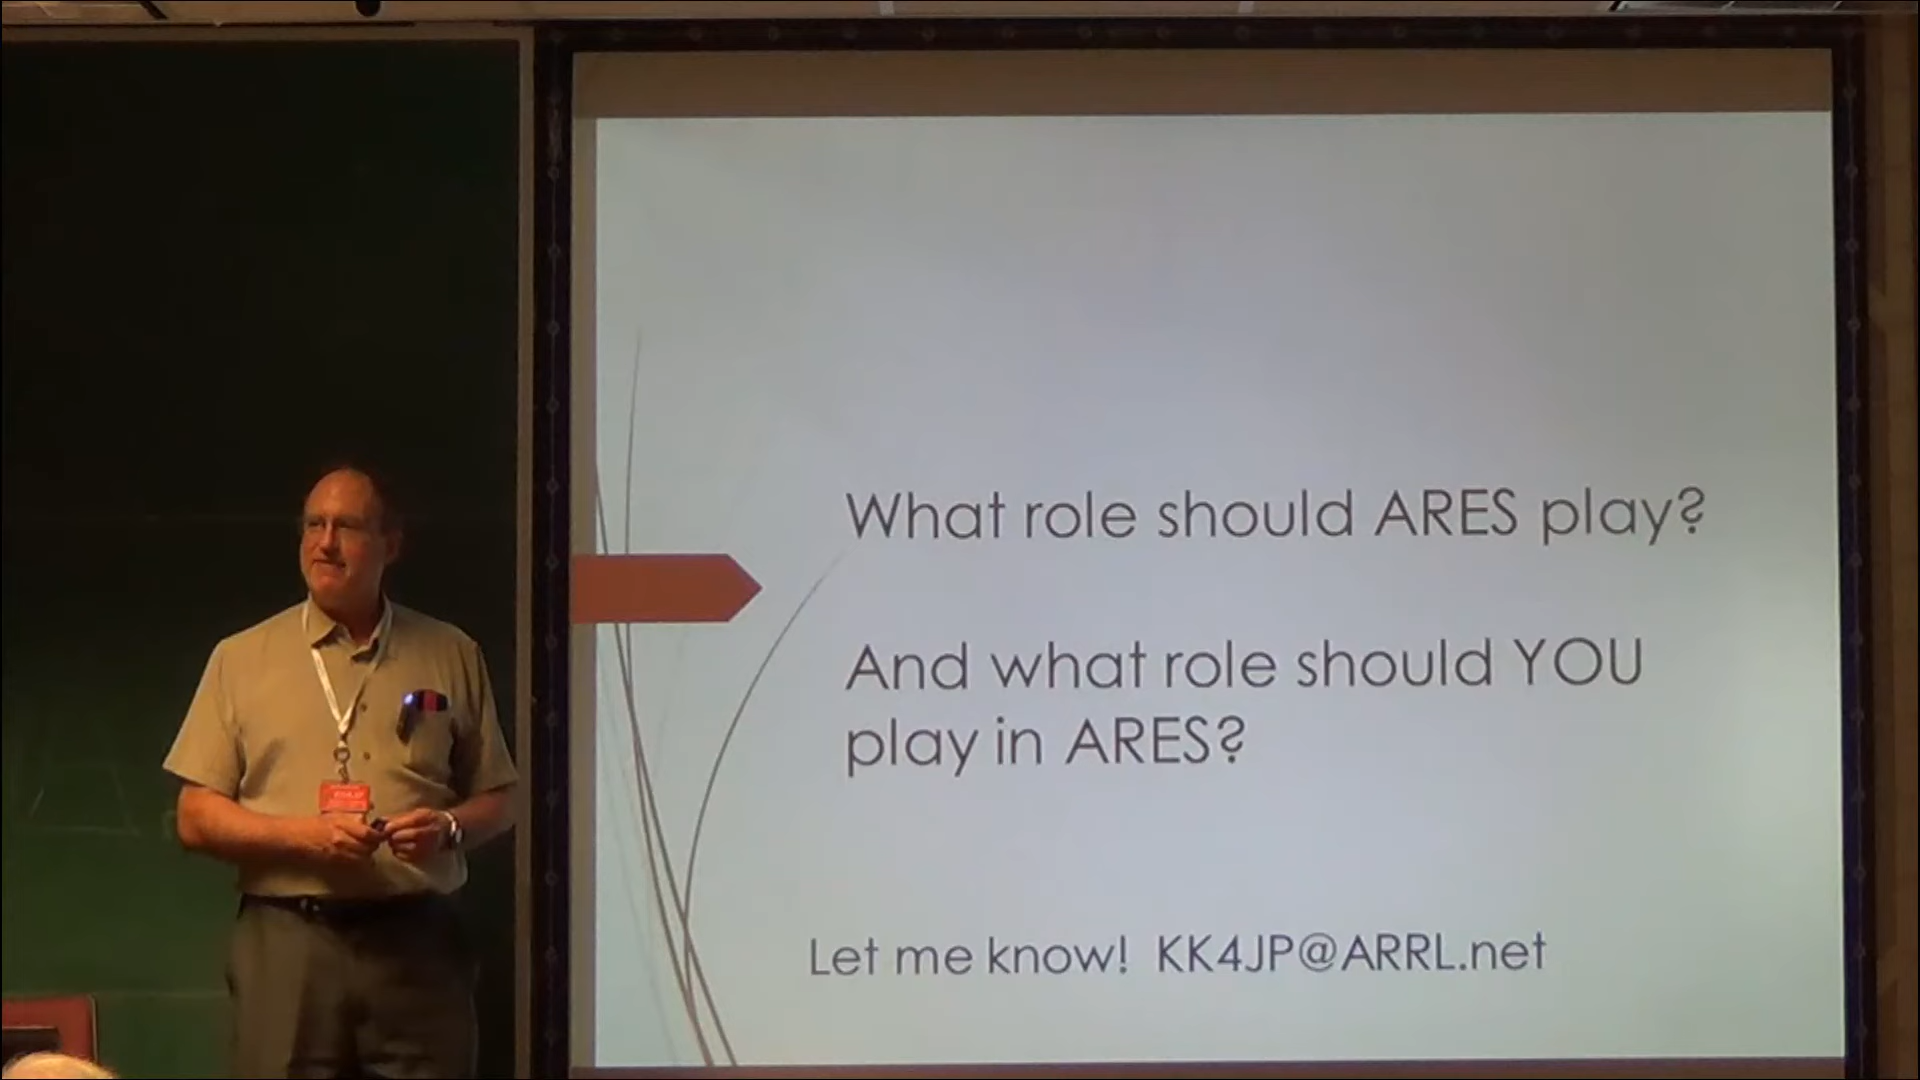 What role should ARES play?
And what role should YOU
play in ARES?
Let me know! KK4JP@ARRL.net